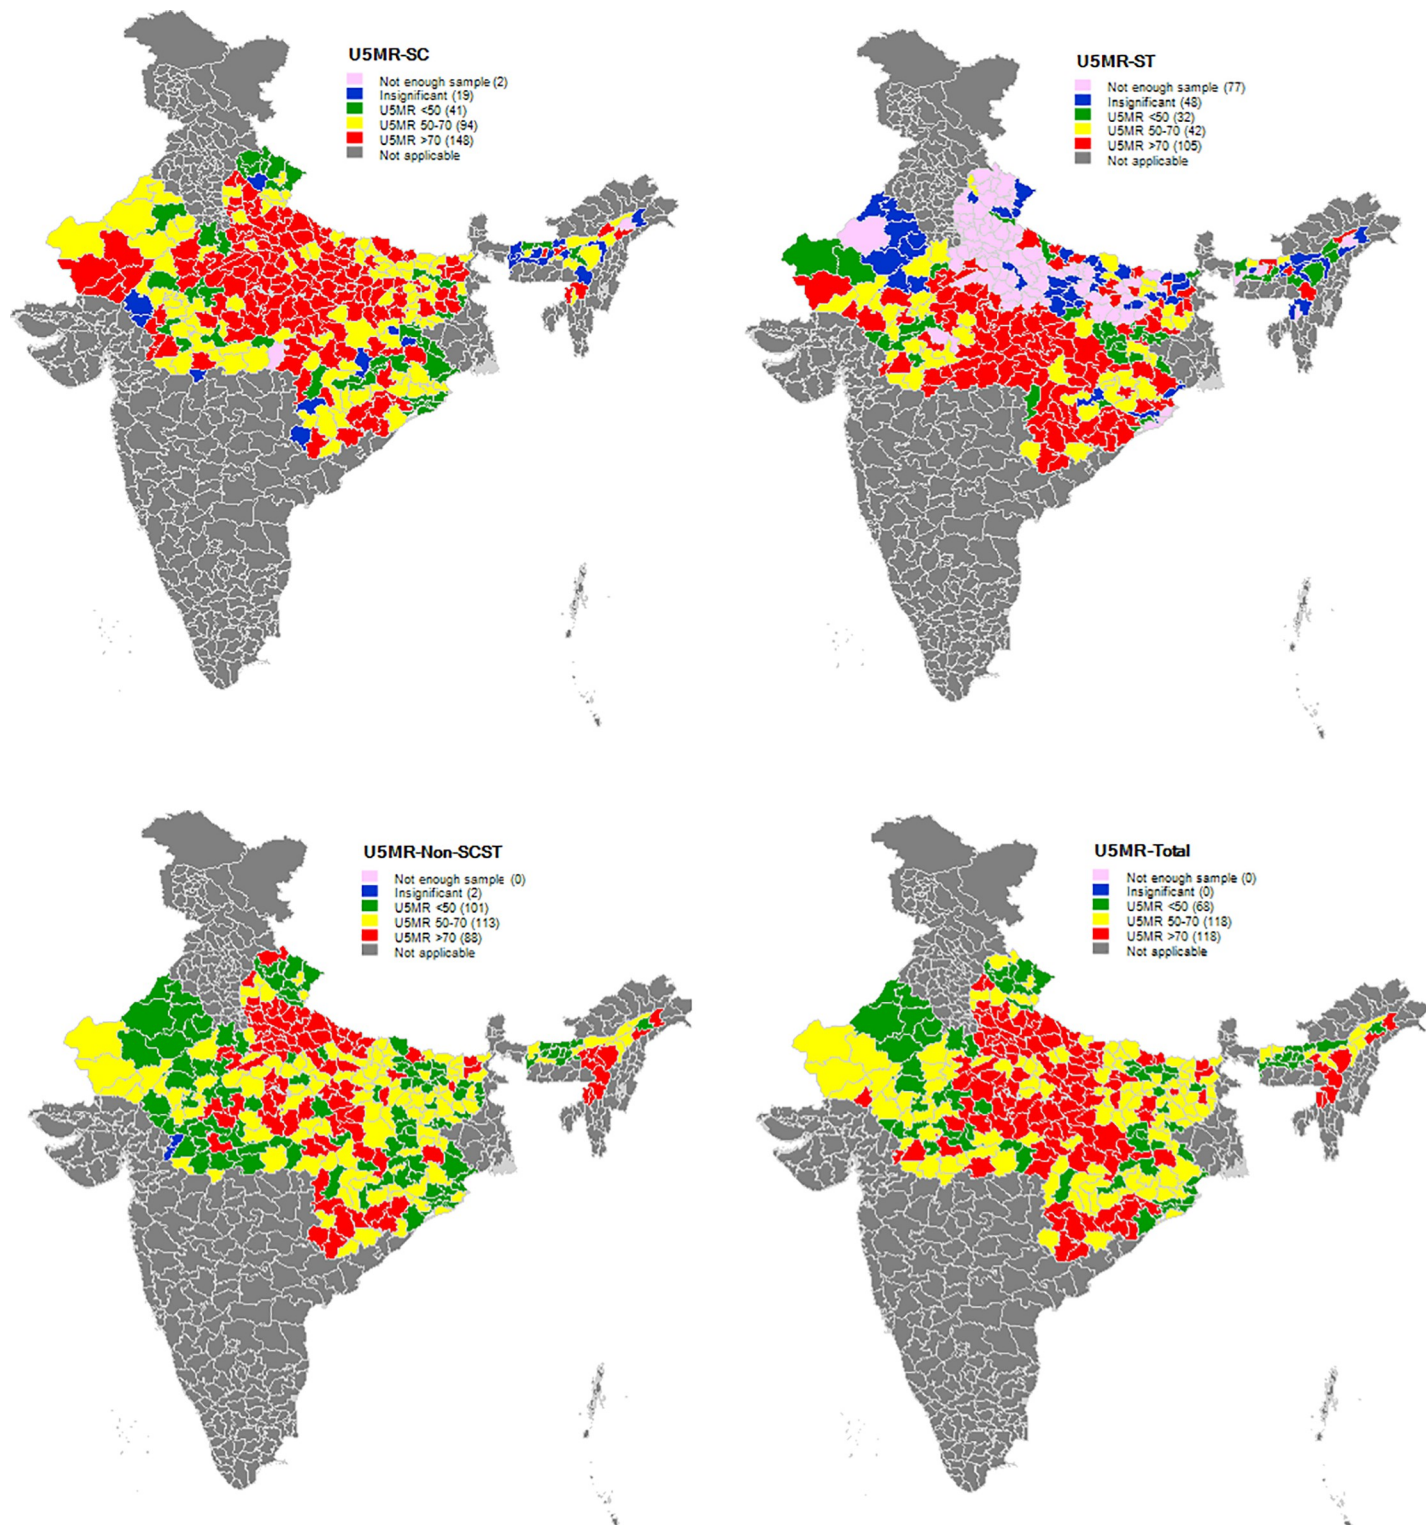 U5MR-SC
Not enough sample (2)
Insignificant (19)
U5MR <50 (41)
U5MR 50-70 (94)
U5MR >70 (148)
Not applicable
U5MR-ST
Not enough sample (77)
Insignificant (48)
U5MR <50 (32)
U5MR 50-70 (42)
U5MR >70 (105)
Not applicable
U5MR-Non-SCST
Not enough sample (0)
Insignificant (2)
U5MR <50 (101)
U5MR 50-70 (113)
U5MR >70 (88)
Not applicable
U5MR-Total
Not enough sample (0)
Insignificant (0)
U5MR <50 (68)
U5MR 50-70 (118)
U5MR >70 (118)
Not applicable